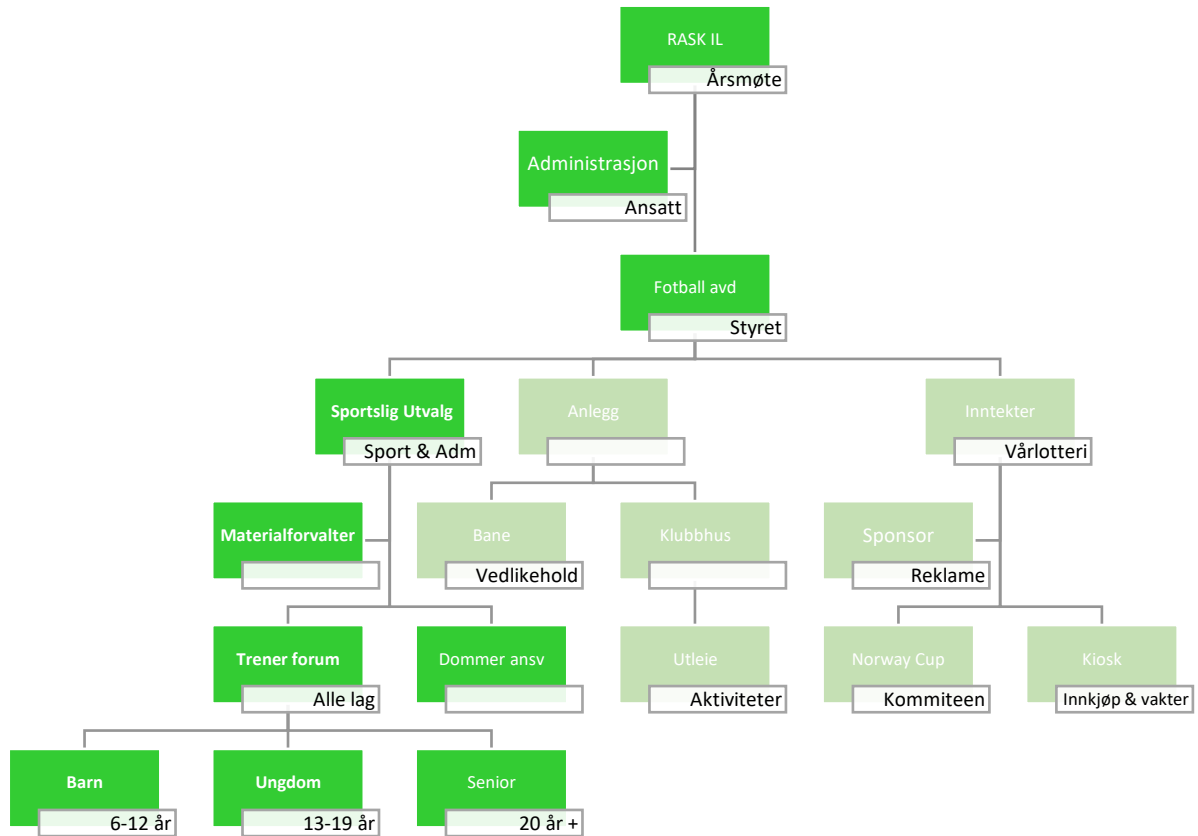 RASK IL
Årsmøte
Administrasjon
Ansatt
Fotball avd
Styret
Sportslig Utvalg
Sport & Adm
Anlegg
Inntekter
Vårlotteri
Materialforvalter
Bane
Vedlikehold
Klubbhus
Sponsor
Reklame
Trener forum
Alle lag
Dommer ansv
Utleie
Aktiviteter
Norway Cup
Kommiteen
Kiosk
Innkjøp & vakter
Barn
6-12 år
Ungdom
13-19 år
Senior
20 år +